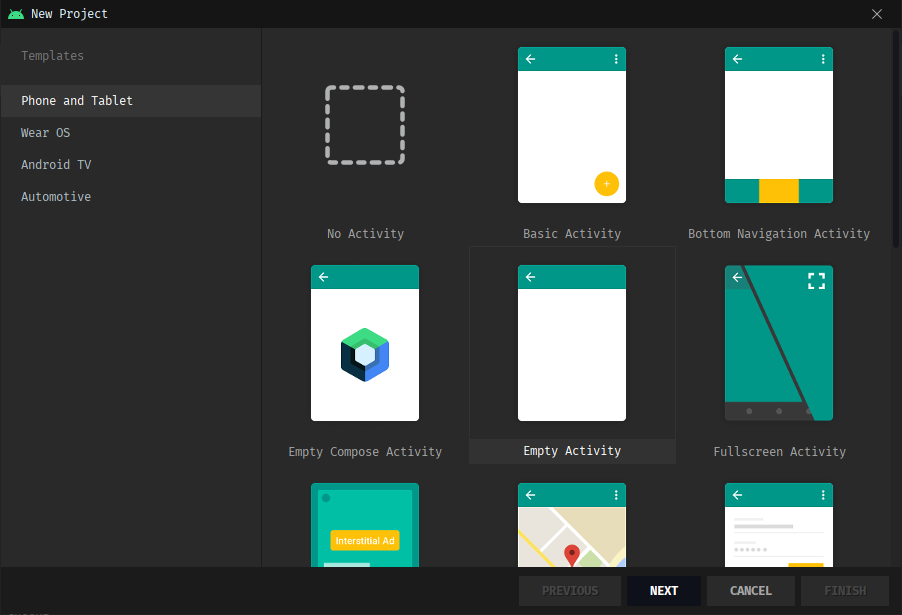 New Project
Templates
Phone and Tablet
Wear OS
Android TV
Automotive
No Activity
Basic Activity
Bottom Navigation Activity
Empty Compose Activity
Empty Activity
Fullscreen Activity
Interstitial Ad
PREVIOUS
NEXT
CANCEL
FINISH